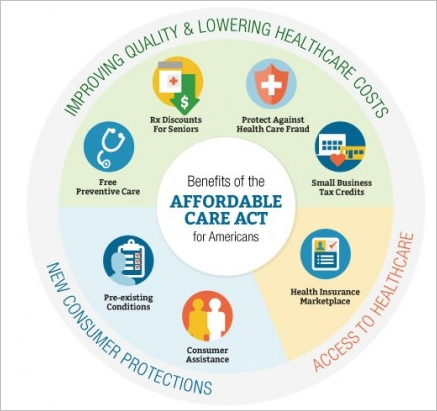 IMPROVING QUALITY & LOWERING HEALTHCARE COSTS
Rx Discounts
For Seniors
Protect Against
Health Care Fraud
Free
Preventive Care
Small Business
Tax Credits
Benefits of the
AFFORDABLE
CARE ACT
for Americans
Pre-existing
Conditions
Health Insurance
Marketplace
Consumer
Assistance
NEW CONSUMER PROTECTIONS
ACCESS TO HEALTHCARE
$